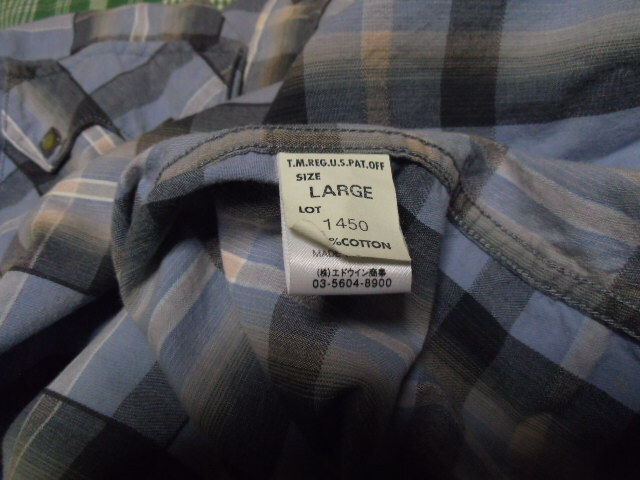 T.M.REG.U.S.PAT.OFF
SIZE
LARGE
LOT
1450
%COTTON
MADE
(株)エドウイン商事
03-5604-8900